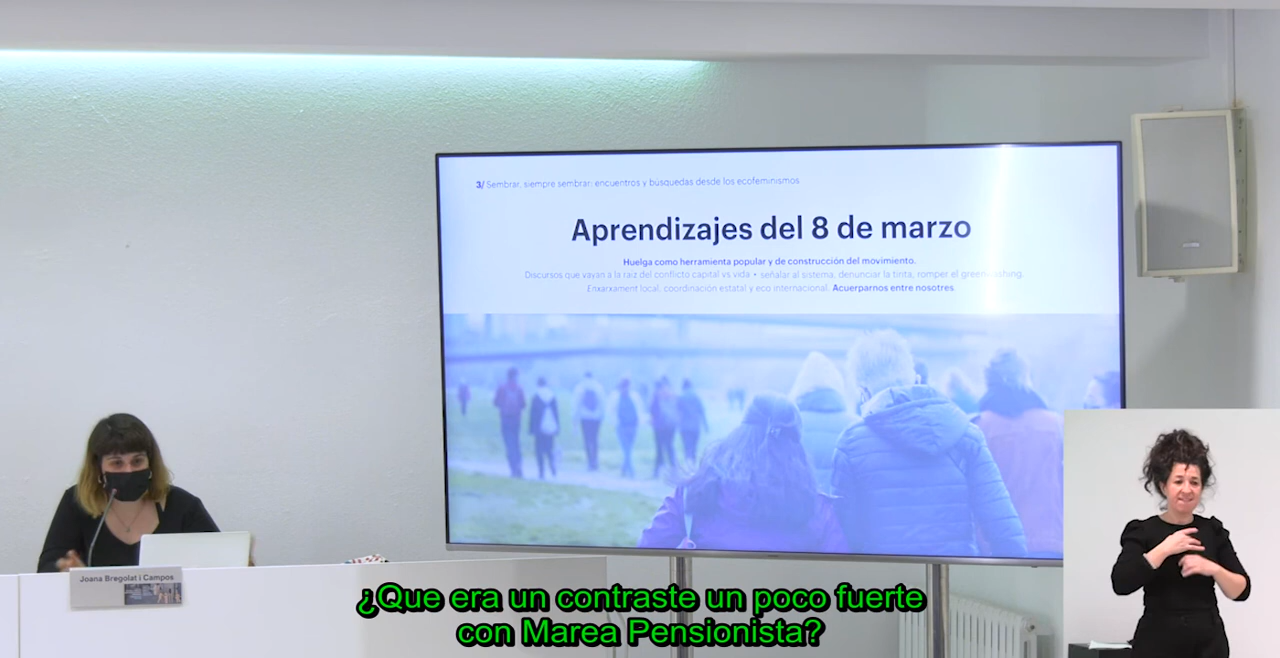 3/ Sembrar, siempre sembrar: encuentros y búsquedas desde los ecofeminismos
Aprendizajes del 8 de marzo
Huelga como herramienta popular y de construcción del movimiento.
Discursos que vayan a la raíz del conflicto capital vs vida • señalar al sistema, denunciar la tinta, romper el
Enxarxament local, coordinación estatal y eco internacional. Acuerparnos entre nosotres.
Joana Bregolat i Campos
¿Que era un contraste un poco fuerte
con Marea Pensionista?